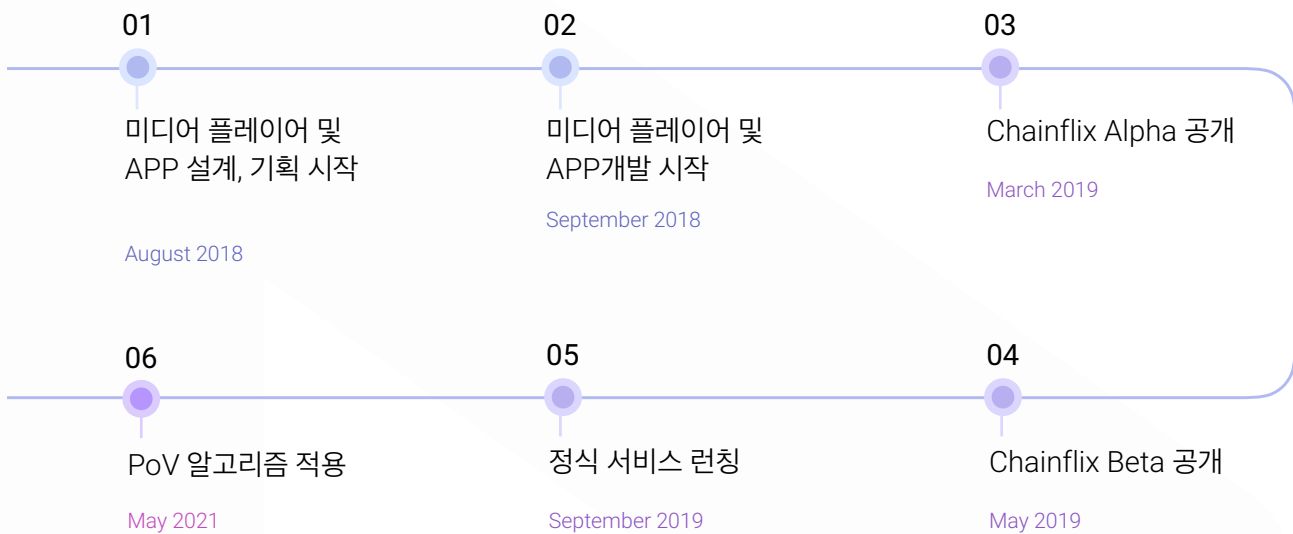 01
미디어 플레이어 및
APP 설계, 기획 시작
August 2018
02
미디어 플레이어 및
APP개발 시작
September 2018
03
Chainflix Alpha 공개
March 2019
04
Chainflix Beta 공개
May 2019
05
정식 서비스 런칭
September 2019
06
PoV 알고리즘 적용
May 2021